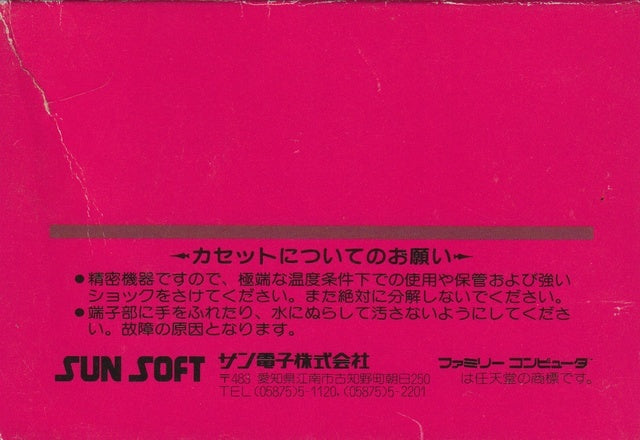 カセットについてのお願い
●精密機器ですので、極端な温度条件下での使用や保管および強い
ショックをさけてください。また絶対に分解しないでください。
●端子部に手をふれたり、水にぬらして汚さないようにしてくださ
い。故障の原因となります。
SUN SOFT サン電子株式会社
〒483 愛知県江南市古知野町朝日250
TEL(05875)5-1120,(05875)5-2201
ファミリー コンピュータ
は任天堂の商標です。